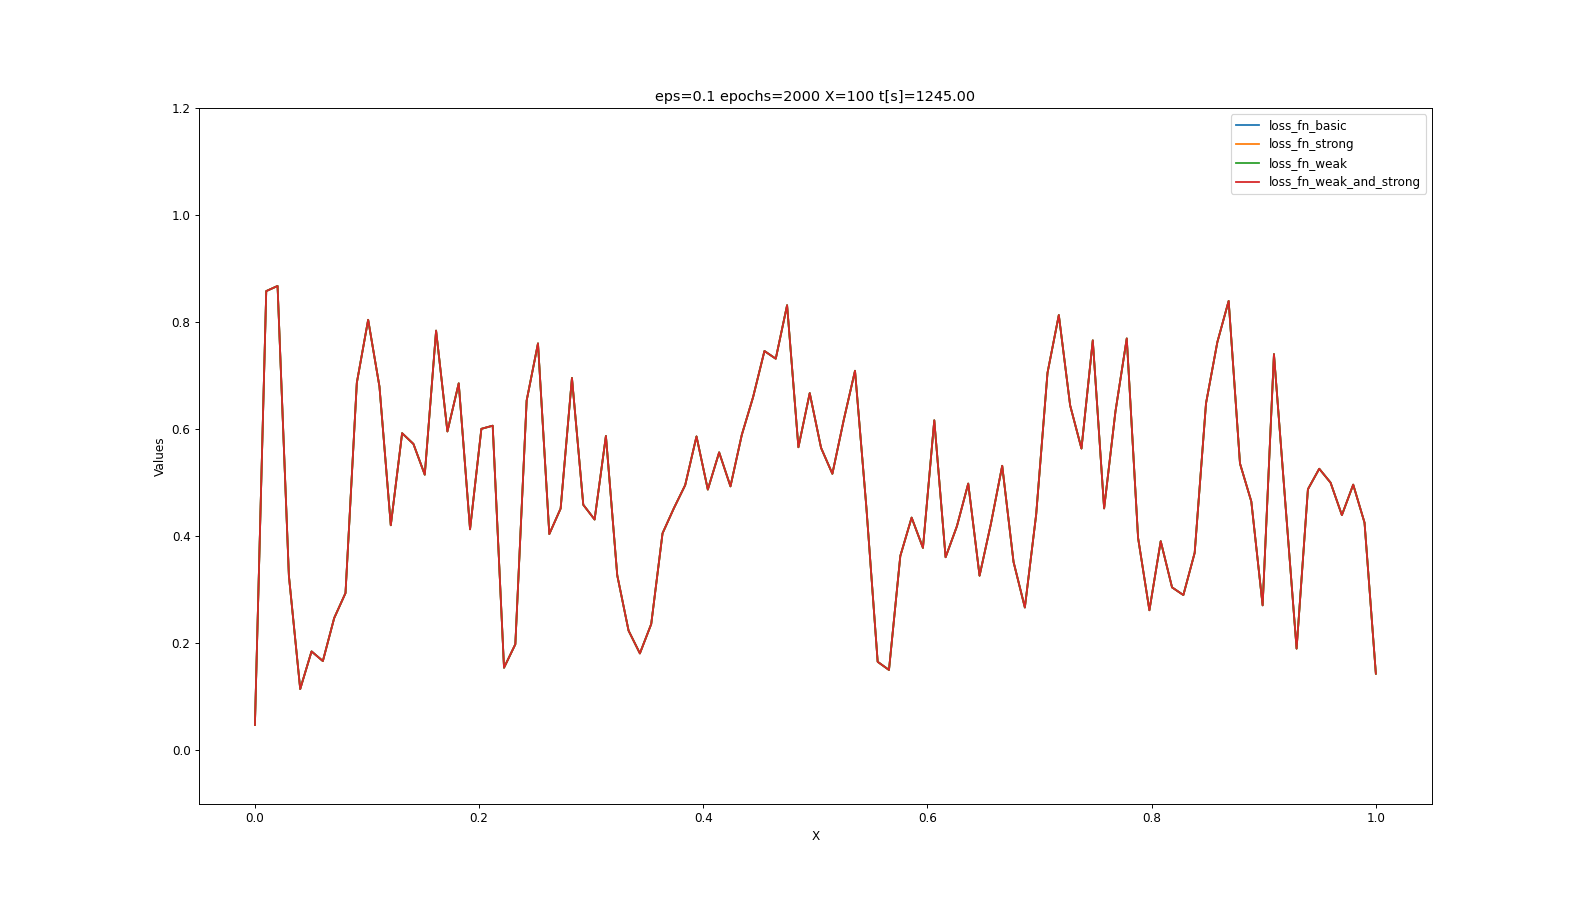 eps=0.1 epochs=2000 X=100 t[s]=1245.00
loss_fn_basic
loss_fn_strong
loss_fn_weak
loss_fn_weak_and_strong
Values
1.2
1.0
0.8
0.6
0.4
0.2
0.0
0.0 0.2 0.4 0.6 0.8 1.0
X